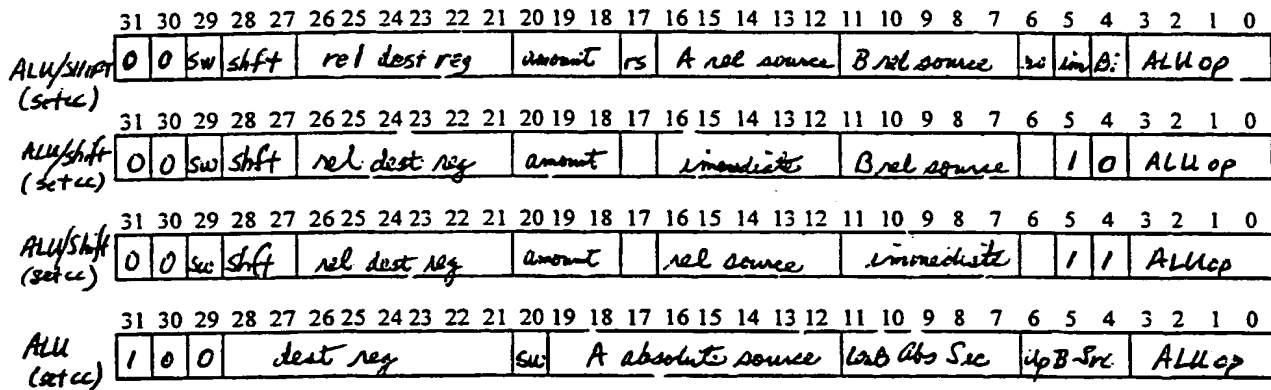 31 30 29 28 27 26 25 24 23 22 21 20 19 18 17 16 15 14 13 12 11 10 9 8 7 6 5 4 3 2 1 0
ALU/SHIFT 0 0 SW shft rel dest reg amount rs A rel source B rel source im Bi ALU op
(setcc)
31 30 29 28 27 26 25 24 23 22 21 20 19 18 17 16 15 14 13 12 11 10 9 8 7 6 5 4 3 2 1 0
ALU/shift 0 0 SW shft rel dest reg amount immediate B rel source 1 0 ALU op
(setcc)
31 30 29 28 27 26 25 24 23 22 21 20 19 18 17 16 15 14 13 12 11 10 9 8 7 6 5 4 3 2 1 0
ALU/Shift 0 0 shft rel dest reg amount rel source immediate 1 1 ALU op
(setcc)
31 30 29 28 27 26 25 24 23 22 21 20 19 18 17 16 15 14 13 12 11 10 9 8 7 6 5 4 3 2 1 0
ALU 1 0 0 dest reg A absolute source B Abs Src B-Src ALU op
(setcc)